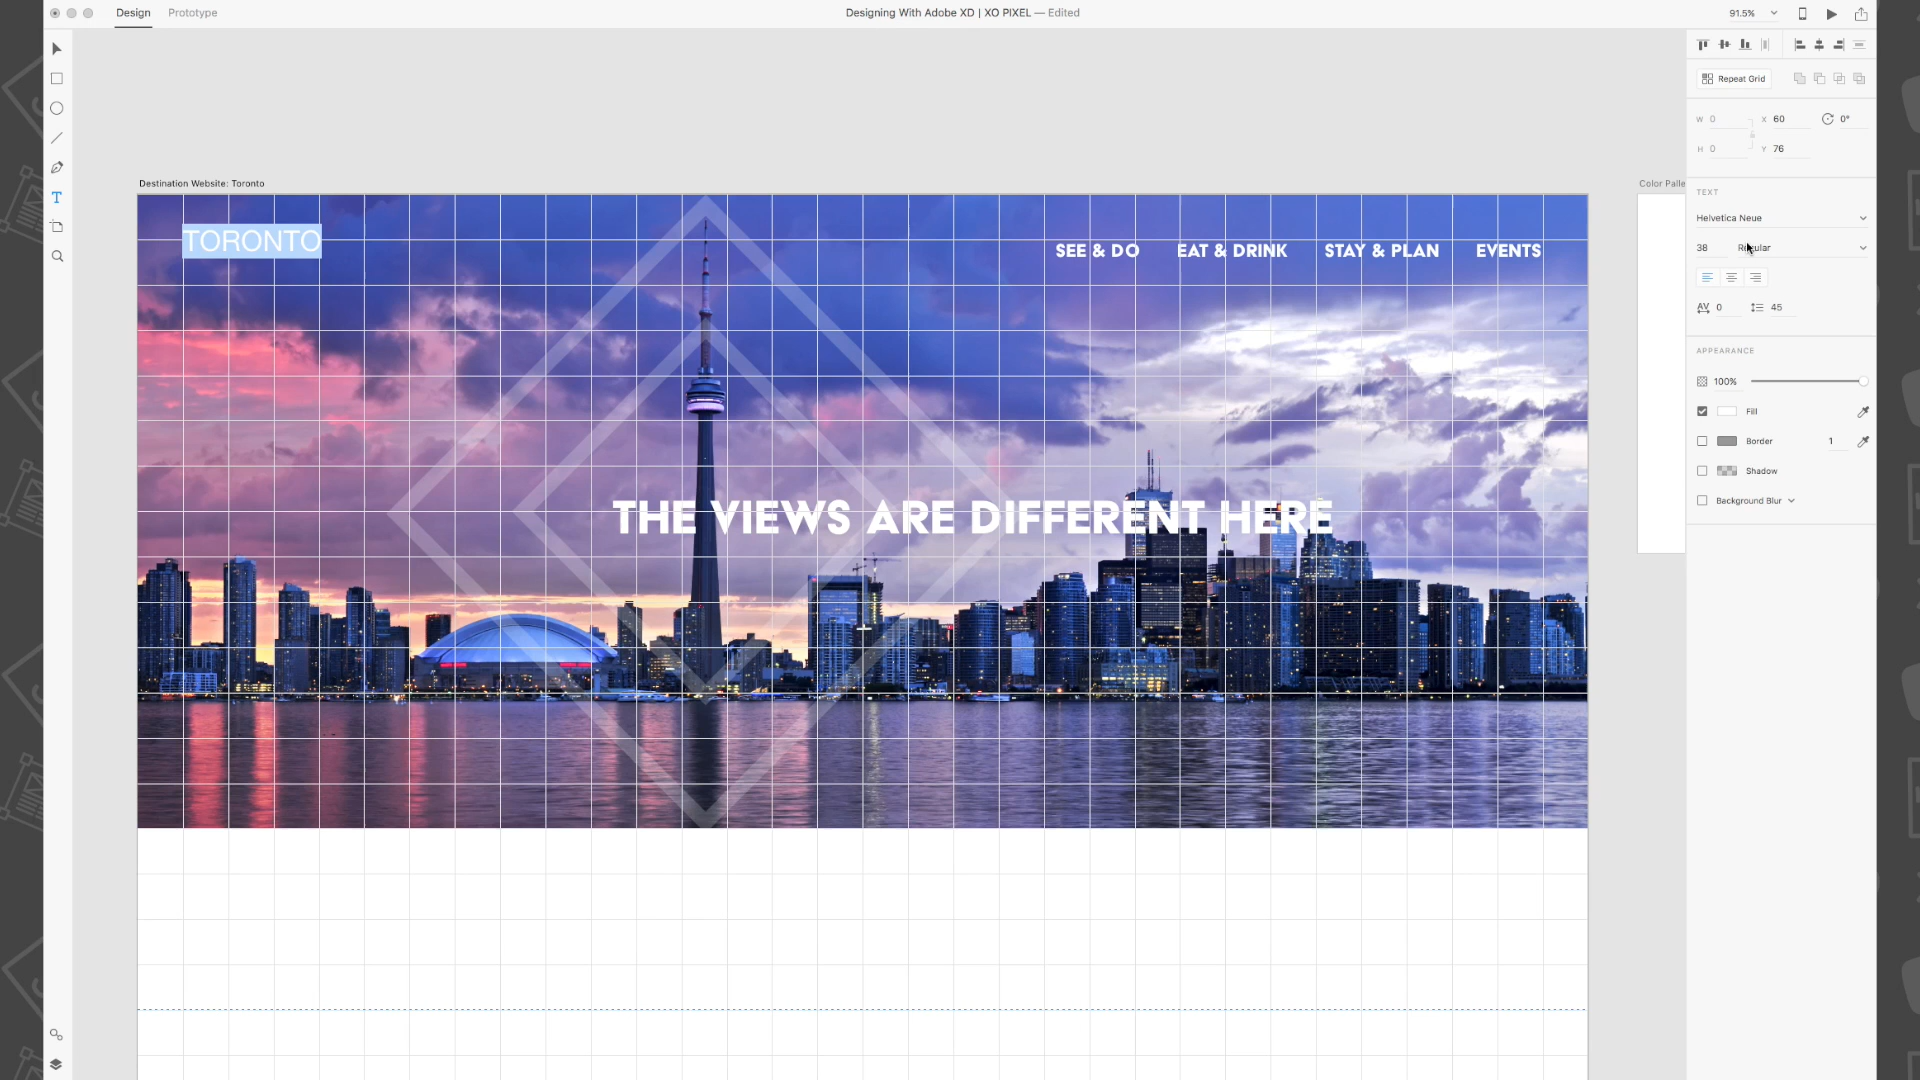 Design Prototype Designing With Adobe XD | XO PIXEL — Edited 91.5%
Repeat Grid
W 0 X 60 0°
H 0 Y 76
Destination Website: Toronto Color Palle
TEXT
Helvetica Neue
TORONTO
SEE & DO EAT & DRINK STAY & PLAN EVENTS
38 Regular
AV 0 45
APPEARANCE
100%
Fill
Border 1
Shadow
Background Blur
THE VIEWS ARE DIFFERENT HERE